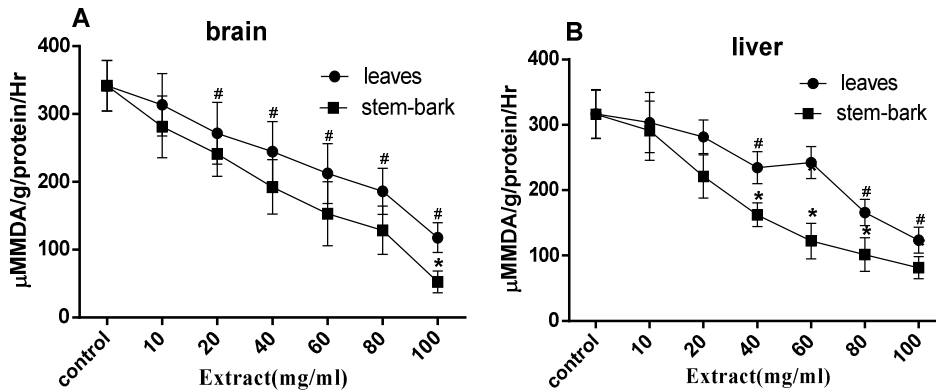 A
brain
μMMDA/g/protein/Hr
400
300
200
100
0
leaves
stem-bark
#
#
#
#
#
*
control
10
20
40
60
80
100
Extract(mg/ml)
B
liver
μMMDA/g/protein/Hr
400
300
200
100
0
leaves
stem-bark
#
#
#
*
*
*
control
10
20
40
60
80
100
Extract(mg/ml)